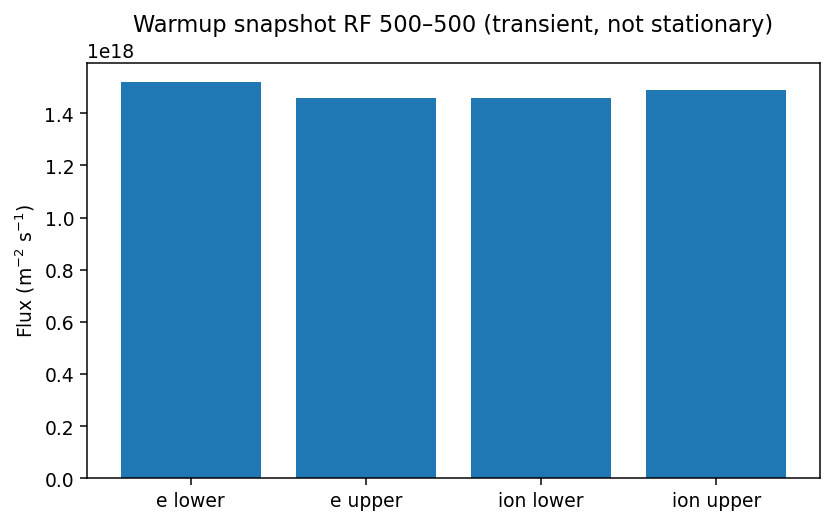 Warmup snapshot RF 500–500 (transient, not stationary)
1e18
1.4
1.2
1.0
0.8
0.6
0.4
0.2
0.0
Flux (m⁻² s⁻¹)
e lower
e upper
ion lower
ion upper